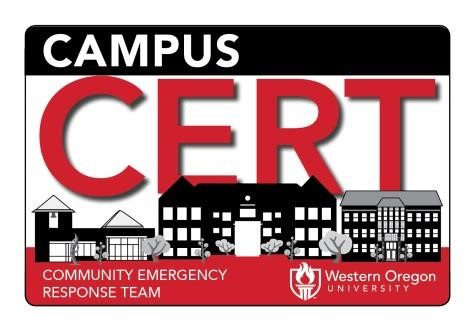 CAMPUS
CERT
COMMUNITY EMERGENCY
RESPONSE TEAM
Western Oregon
UNIVERSITY